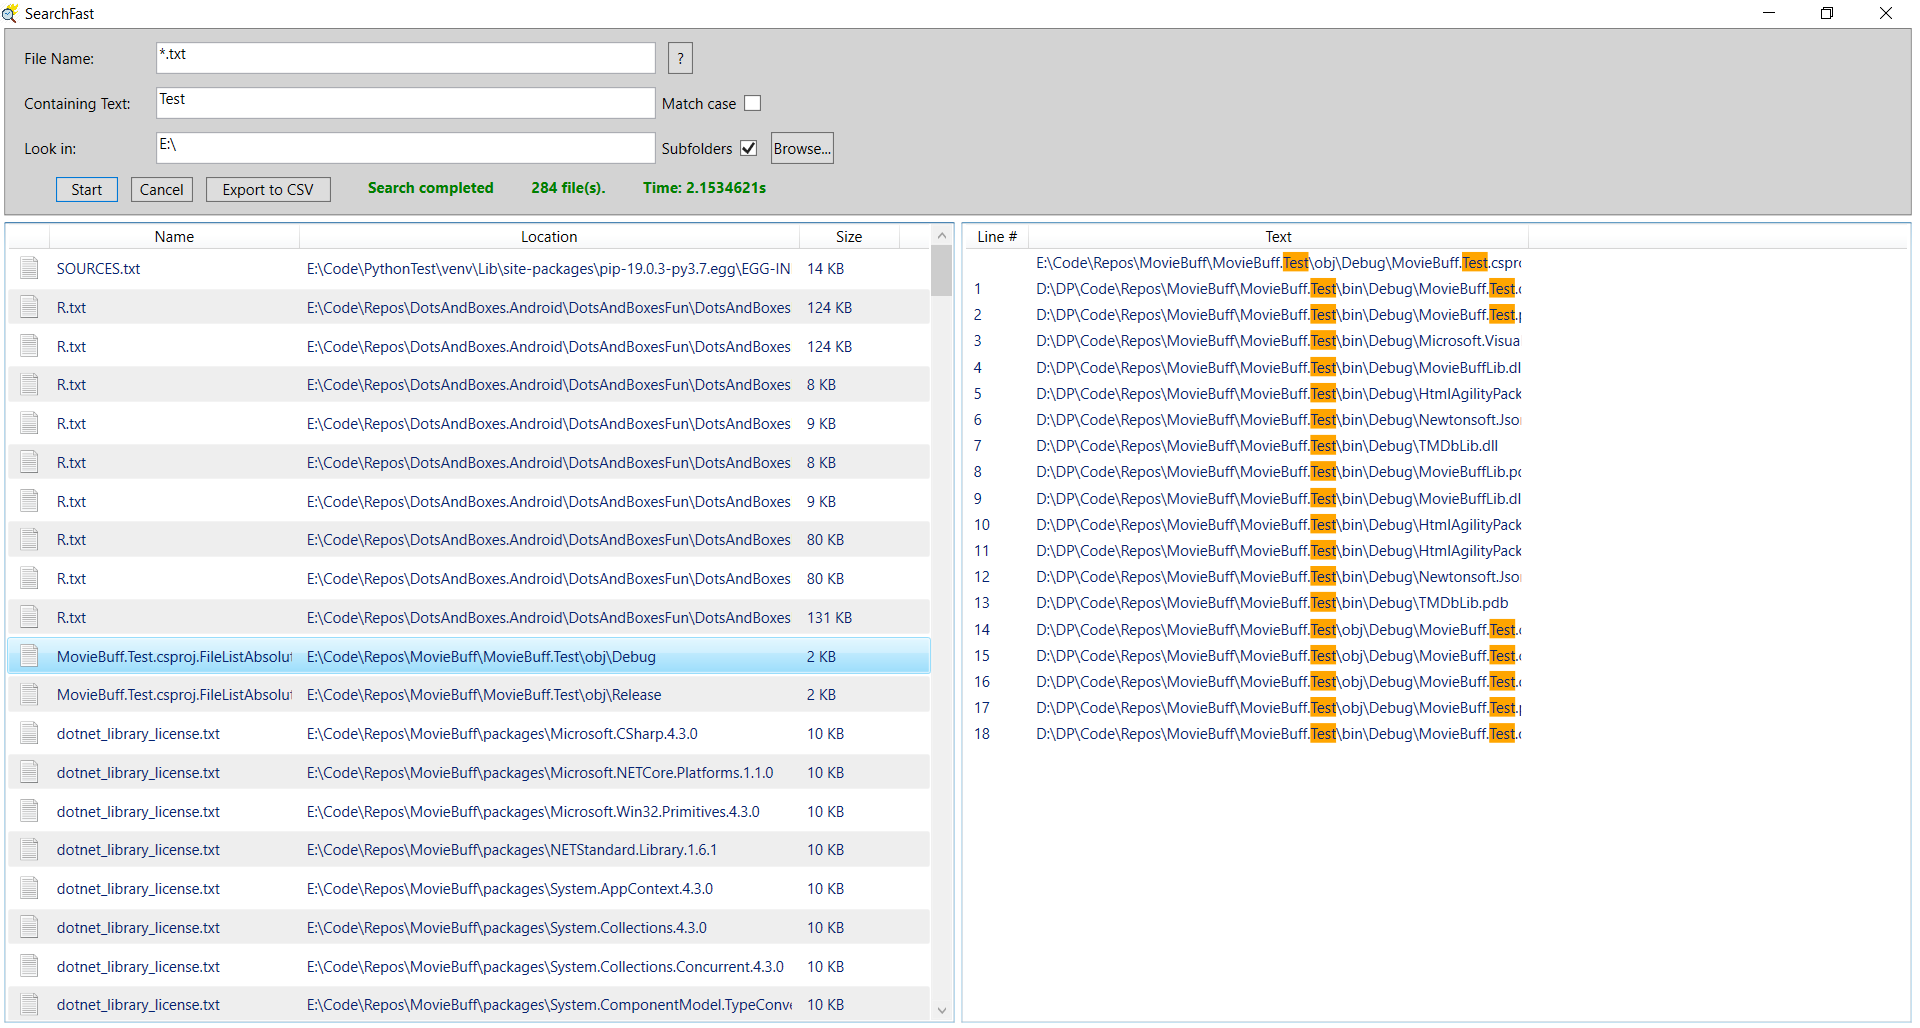 SearchFast
File Name: *.txt ?
Containing Text: Test Match case
Look in: E:\ Subfolders Browse...
Start Cancel Export to CSV Search completed 284 file(s). Time: 2.1534621s
Name Location Size
SOURCES.txt E:\Code\PythonTest\venv\Lib\site-packages\pip-19.0.3-py3.7.egg\EGG-IN 14 KB
R.txt E:\Code\Repos\DotsAndBoxes.Android\DotsAndBoxesFun\DotsAndBoxes 124 KB
R.txt E:\Code\Repos\DotsAndBoxes.Android\DotsAndBoxesFun\DotsAndBoxes 124 KB
R.txt E:\Code\Repos\DotsAndBoxes.Android\DotsAndBoxesFun\DotsAndBoxes 8 KB
R.txt E:\Code\Repos\DotsAndBoxes.Android\DotsAndBoxesFun\DotsAndBoxes 9 KB
R.txt E:\Code\Repos\DotsAndBoxes.Android\DotsAndBoxesFun\DotsAndBoxes 8 KB
R.txt E:\Code\Repos\DotsAndBoxes.Android\DotsAndBoxesFun\DotsAndBoxes 9 KB
R.txt E:\Code\Repos\DotsAndBoxes.Android\DotsAndBoxesFun\DotsAndBoxes 80 KB
R.txt E:\Code\Repos\DotsAndBoxes.Android\DotsAndBoxesFun\DotsAndBoxes 80 KB
R.txt E:\Code\Repos\DotsAndBoxes.Android\DotsAndBoxesFun\DotsAndBoxes 131 KB
MovieBuff.Test.csproj.FileListAbsolut E:\Code\Repos\MovieBuff\MovieBuff.Test\obj\Debug 2 KB
MovieBuff.Test.csproj.FileListAbsolut E:\Code\Repos\MovieBuff\MovieBuff.Test\obj\Release 2 KB
dotnet_library_license.txt E:\Code\Repos\MovieBuff\packages\Microsoft.CSharp.4.3.0 10 KB
dotnet_library_license.txt E:\Code\Repos\MovieBuff\packages\Microsoft.NETCore.Platforms.1.1.0 10 KB
dotnet_library_license.txt E:\Code\Repos\MovieBuff\packages\Microsoft.Win32.Primitives.4.3.0 10 KB
dotnet_library_license.txt E:\Code\Repos\MovieBuff\packages\NETStandard.Library.1.6.1 10 KB
dotnet_library_license.txt E:\Code\Repos\MovieBuff\packages\System.AppContext.4.3.0 10 KB
dotnet_library_license.txt E:\Code\Repos\MovieBuff\packages\System.Collections.4.3.0 10 KB
dotnet_library_license.txt E:\Code\Repos\MovieBuff\packages\System.Collections.Concurrent.4.3.0 10 KB
dotnet_library_license.txt E:\Code\Repos\MovieBuff\packages\System.ComponentModel.TypeConve 10 KB
Line # Text
E:\Code\Repos\MovieBuff\MovieBuff.Test\obj\Debug\MovieBuff.Test.cspro
1 D:\DP\Code\Repos\MovieBuff\MovieBuff.Test\bin\Debug\MovieBuff.Test.
2 D:\DP\Code\Repos\MovieBuff\MovieBuff.Test\bin\Debug\MovieBuff.Test.p
3 D:\DP\Code\Repos\MovieBuff\MovieBuff.Test\bin\Debug\Microsoft.Visua
4 D:\DP\Code\Repos\MovieBuff\MovieBuff.Test\bin\Debug\MovieBuffLib.dl
5 D:\DP\Code\Repos\MovieBuff\MovieBuff.Test\bin\Debug\HtmlAgilityPack
6 D:\DP\Code\Repos\MovieBuff\MovieBuff.Test\bin\Debug\Newtonsoft.Jso
7 D:\DP\Code\Repos\MovieBuff\MovieBuff.Test\bin\Debug\TMDbLib.dll
8 D:\DP\Code\Repos\MovieBuff\MovieBuff.Test\bin\Debug\MovieBuffLib.pd
9 D:\DP\Code\Repos\MovieBuff\MovieBuff.Test\bin\Debug\MovieBuffLib.dl
10 D:\DP\Code\Repos\MovieBuff\MovieBuff.Test\bin\Debug\HtmlAgilityPack
11 D:\DP\Code\Repos\MovieBuff\MovieBuff.Test\bin\Debug\HtmlAgilityPack
12 D:\DP\Code\Repos\MovieBuff\MovieBuff.Test\bin\Debug\Newtonsoft.Jso
13 D:\DP\Code\Repos\MovieBuff\MovieBuff.Test\bin\Debug\TMDbLib.pdb
14 D:\DP\Code\Repos\MovieBuff\MovieBuff.Test\obj\Debug\MovieBuff.Test.
15 D:\DP\Code\Repos\MovieBuff\MovieBuff.Test\obj\Debug\MovieBuff.Test.
16 D:\DP\Code\Repos\MovieBuff\MovieBuff.Test\obj\Debug\MovieBuff.Test.
17 D:\DP\Code\Repos\MovieBuff\MovieBuff.Test\obj\Debug\MovieBuff.Test.p
18 D:\DP\Code\Repos\MovieBuff\MovieBuff.Test\bin\Debug\MovieBuff.Test.